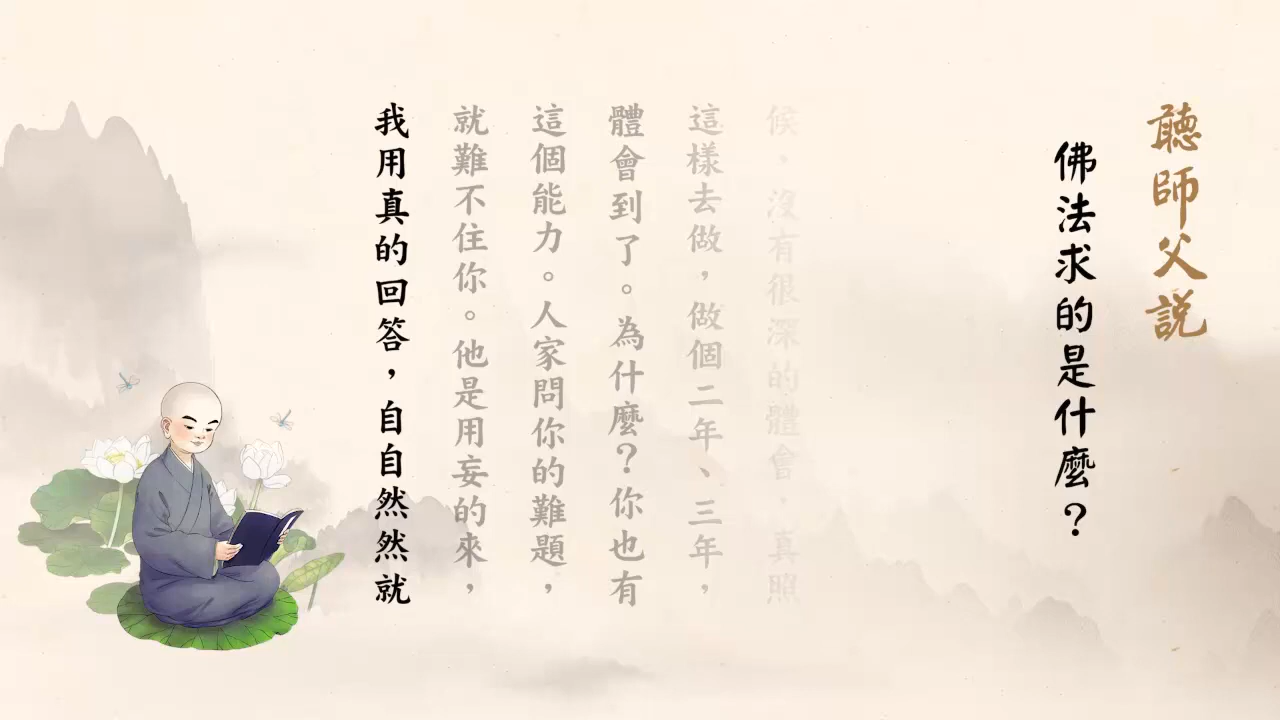 聽師父說
佛法求的是什麼？
候，沒有很深的體會，真照
這樣去做，做個二年、三年，
體會到了。為什麼？你也有
這個能力。人家問你的難題，
就難不住你。他是用妄的來，
我用真的回答，自自然然就